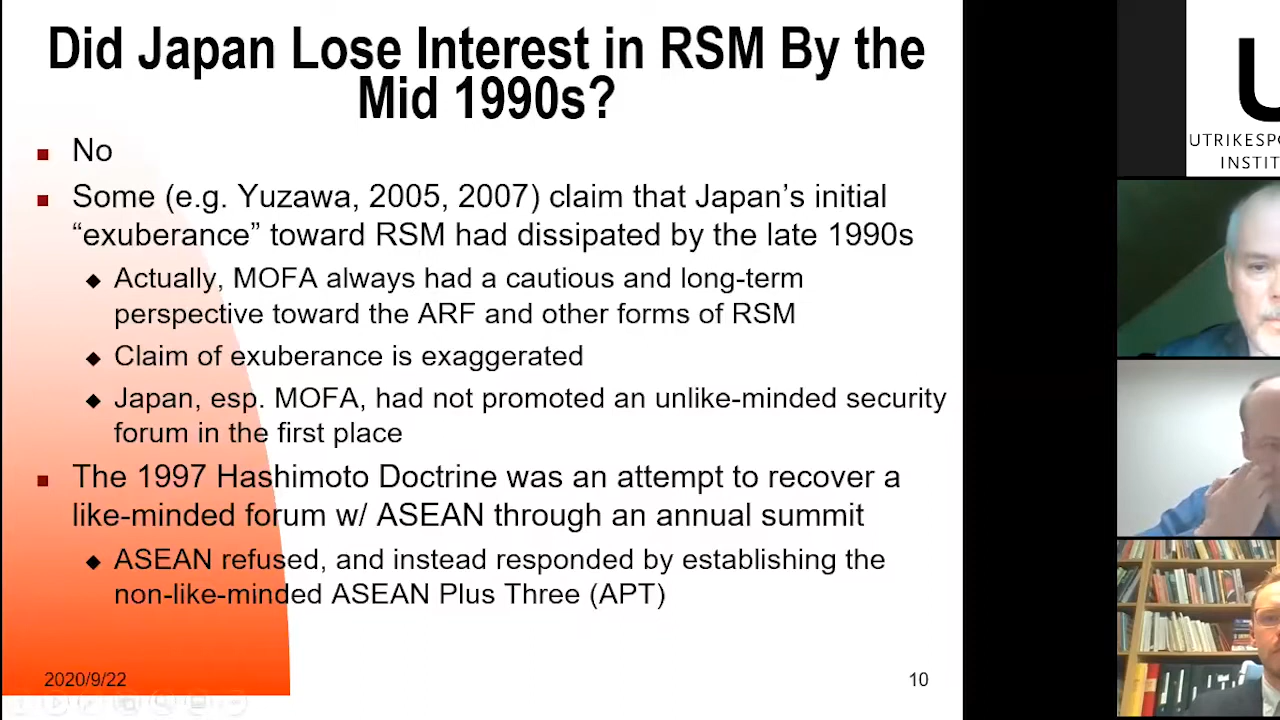 Did Japan Lose Interest in RSM By the
Mid 1990s?
No
Some (e.g. Yuzawa, 2005, 2007) claim that Japan’s initial
“exuberance” toward RSM had dissipated by the late 1990s
Actually, MOFA always had a cautious and long-term
perspective toward the ARF and other forms of RSM
Claim of exuberance is exaggerated
Japan, esp. MOFA, had not promoted an unlike-minded security
forum in the first place
The 1997 Hashimoto Doctrine was an attempt to recover a
like-minded forum w/ ASEAN through an annual summit
ASEAN refused, and instead responded by establishing the
non-like-minded ASEAN Plus Three (APT)
2020/9/22
10
U
UTRIKESPO
INSTIT